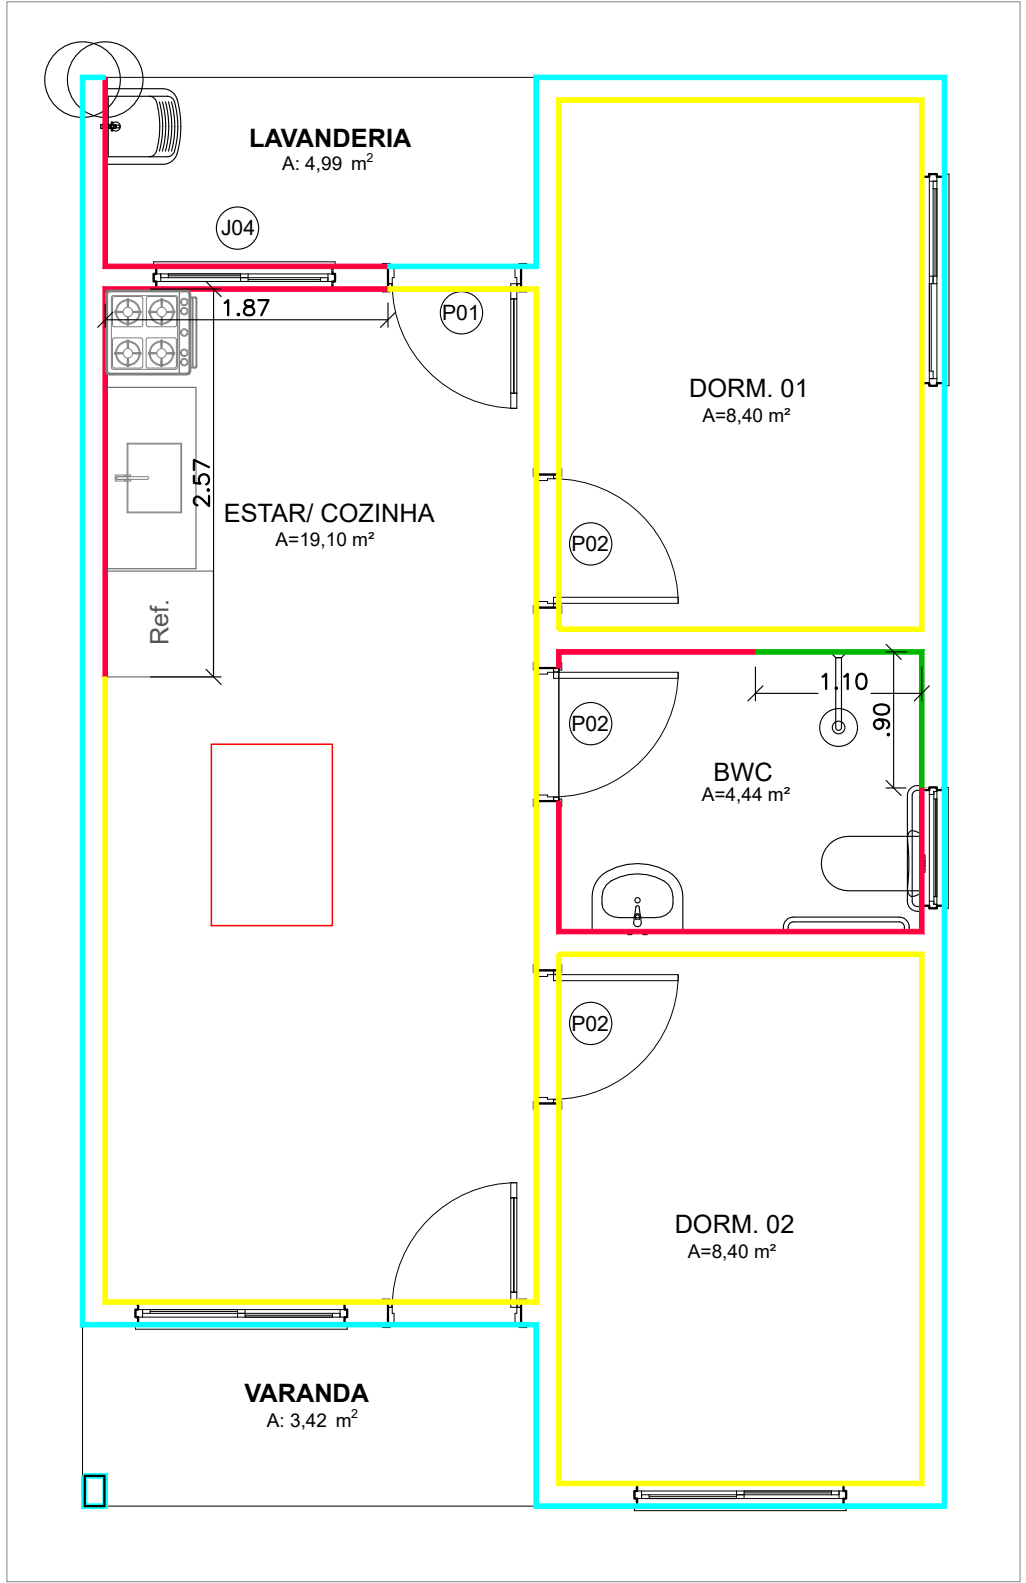 LAVANDERIA
A: 4,99 m²
J04
1.87
P01
DORM. 01
A=8,40 m²
2.57
ESTAR/ COZINHA
A=19,10 m²
P02
Ref.
1.10
.90
P02
BWC
A=4,44 m²
P02
DORM. 02
A=8,40 m²
VARANDA
A: 3,42 m²